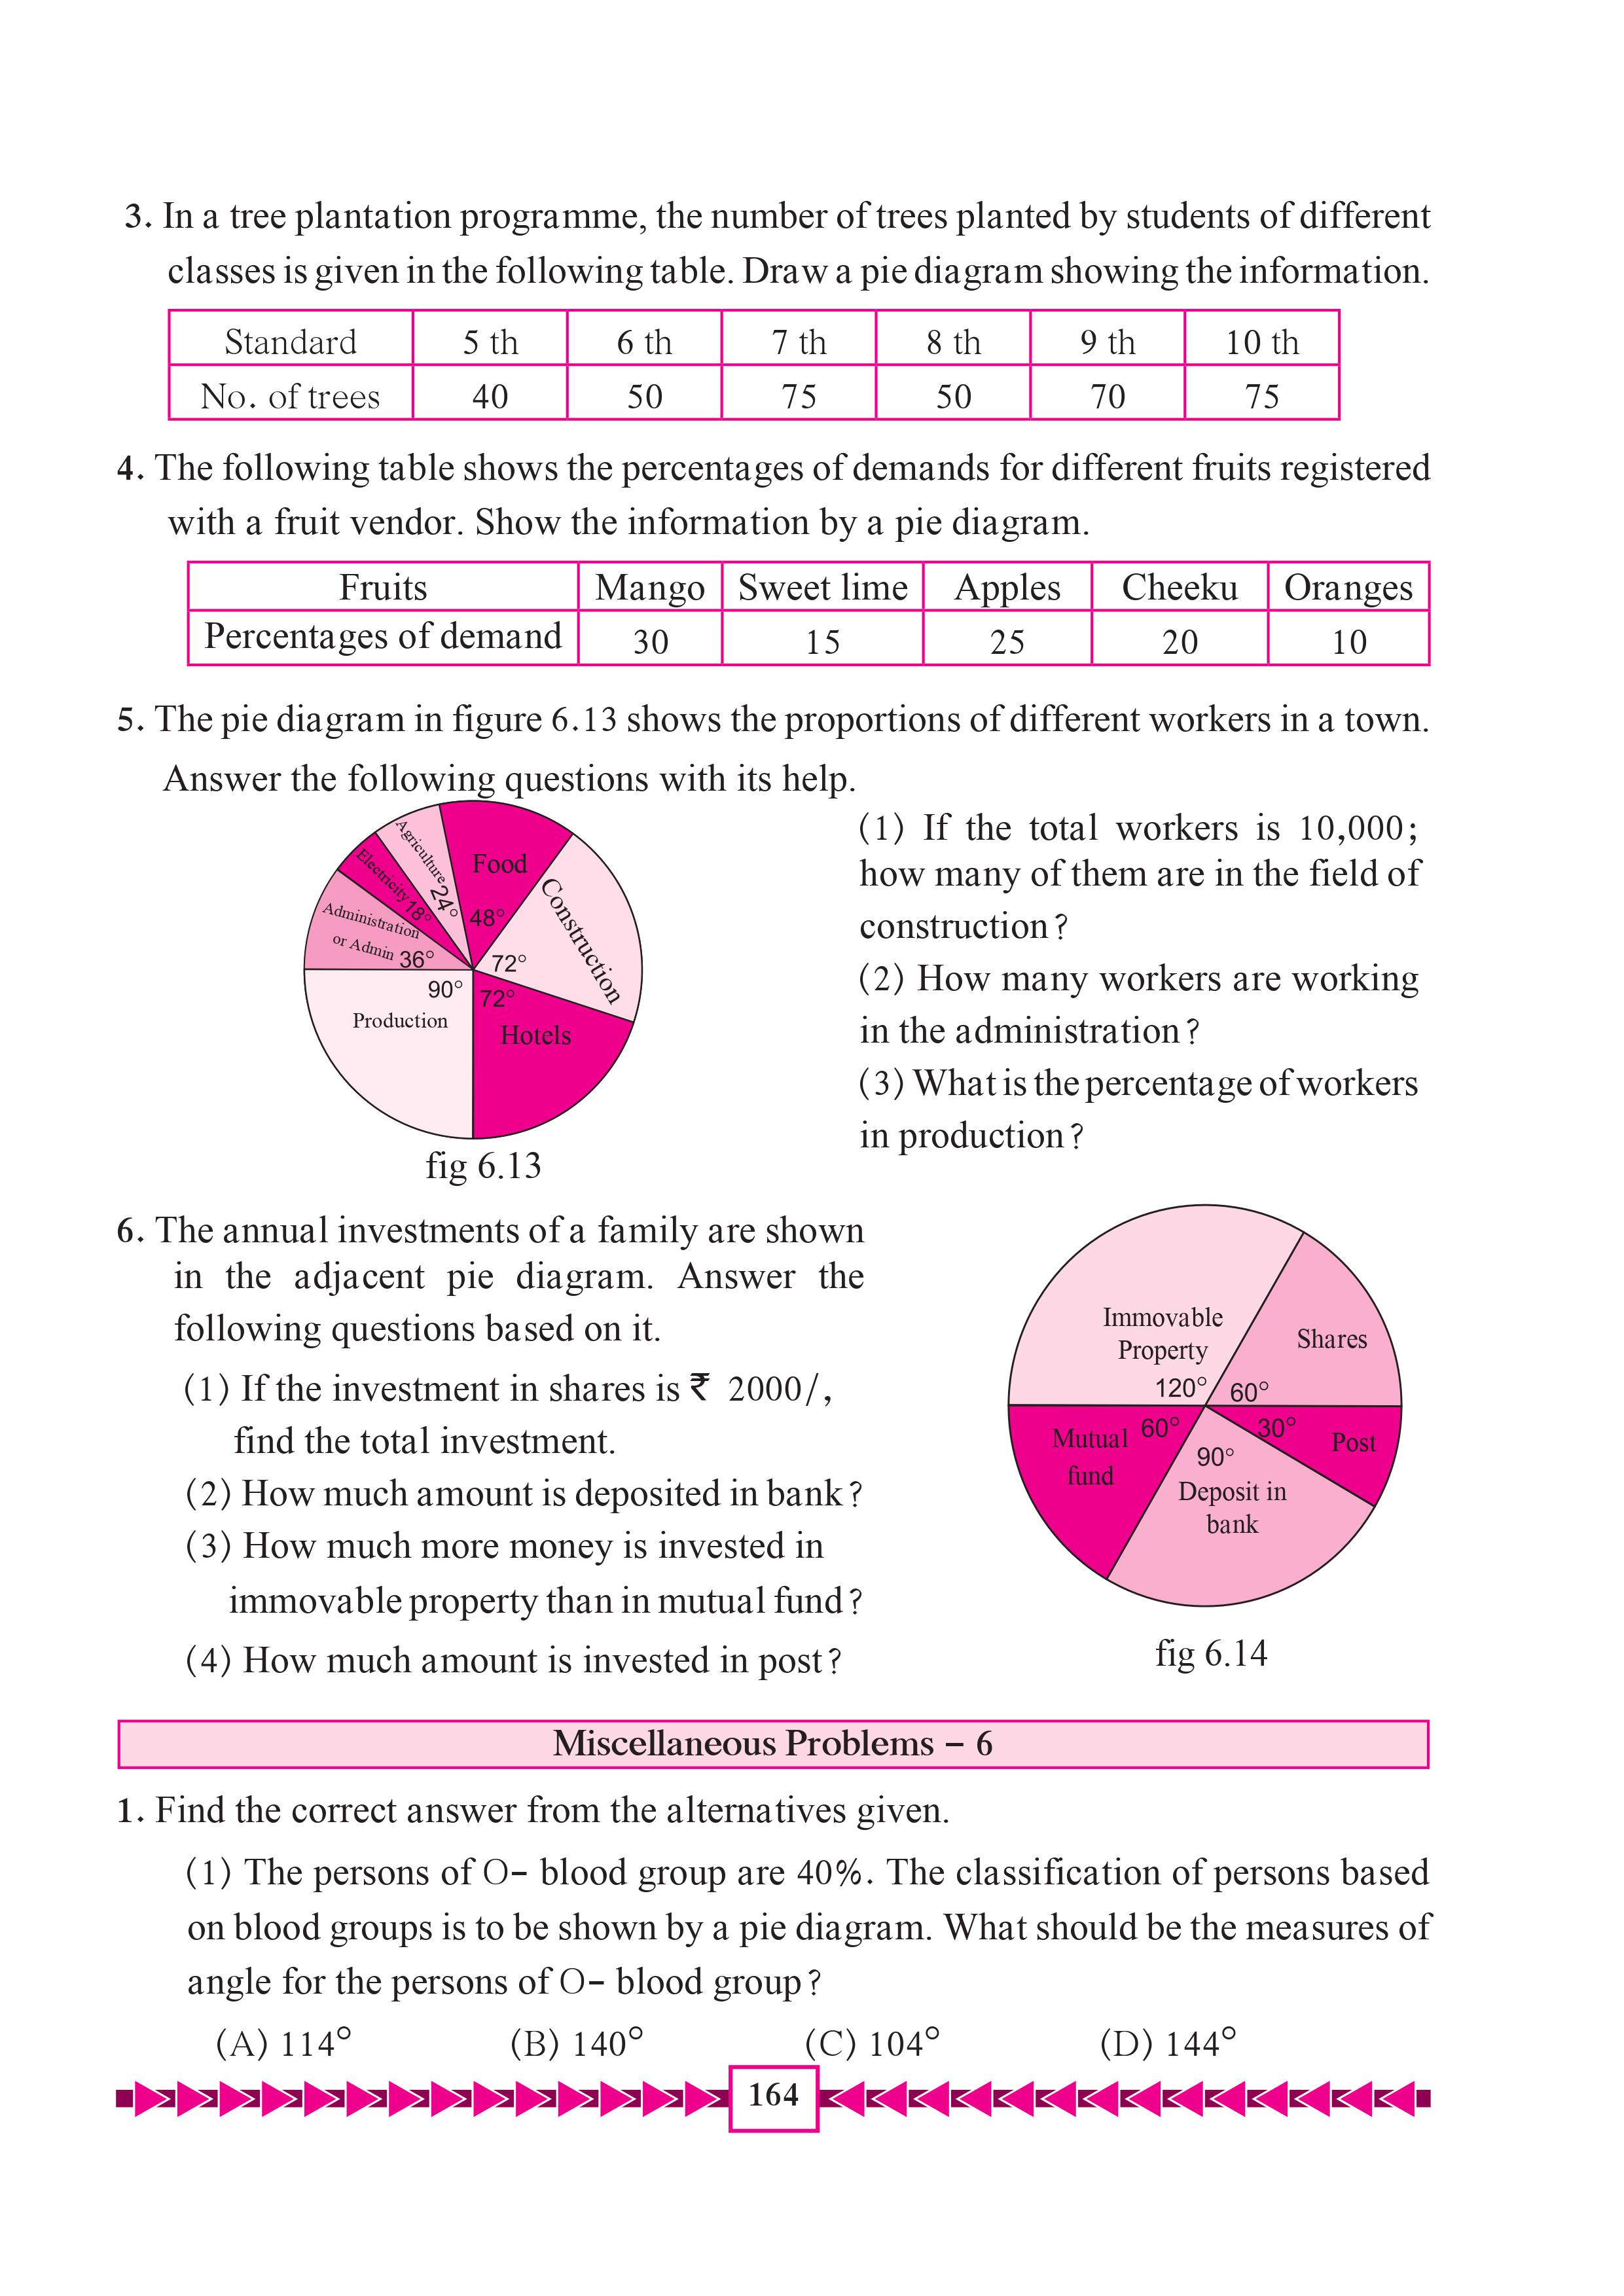 3. In a tree plantation programme, the number of trees planted by students of different
classes is given in the following table. Draw a pie diagram showing the information.
Standard 5 th 6 th 7 th 8 th 9 th 10 th
No. of trees 40 50 75 50 70 75
4. The following table shows the percentages of demands for different fruits registered
with a fruit vendor. Show the information by a pie diagram.
Fruits Mango Sweet lime Apples Cheeku Oranges
Percentages of demand 30 15 25 20 10
5. The pie diagram in figure 6.13 shows the proportions of different workers in a town.
Answer the following questions with its help.
Agriculture 24°
Food
48°
Electricity 18°
Construction
72°
Administration
or Admin 36°
90°
Production
72°
Hotels
fig 6.13
(1) If the total workers is 10,000;
how many of them are in the field of
construction?
(2) How many workers are working
in the administration?
(3) What is the percentage of workers
in production?
6. The annual investments of a family are shown
in the adjacent pie diagram. Answer the
following questions based on it.
(1) If the investment in shares is ₹ 2000/,
find the total investment.
(2) How much amount is deposited in bank?
(3) How much more money is invested in
immovable property than in mutual fund?
(4) How much amount is invested in post?
Immovable
Property
120°
Shares
60°
Mutual
fund
60°
30°
Post
90°
Deposit in
bank
fig 6.14
Miscellaneous Problems - 6
1. Find the correct answer from the alternatives given.
(1) The persons of O- blood group are 40%. The classification of persons based
on blood groups is to be shown by a pie diagram. What should be the measures of
angle for the persons of O- blood group?
(A) 114° (B) 140° (C) 104° (D) 144°
164